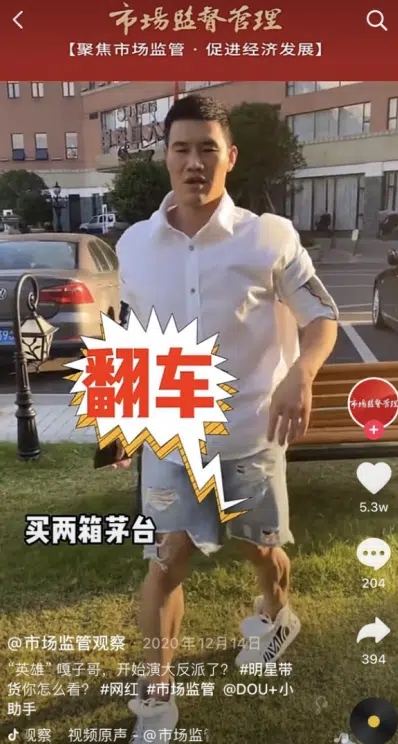 市场监督管理
【聚焦市场监管·促进经济发展】
翻车
市场监督管理
5.3w
买两箱茅台
204
394
@市场监管观察 2020年12月14日
“英雄”嘎子哥，开始演大反派了？#明星带
货你怎么看？ #网红 #市场监管 @DOU+小
助手
观察 视频原声 - @市场监